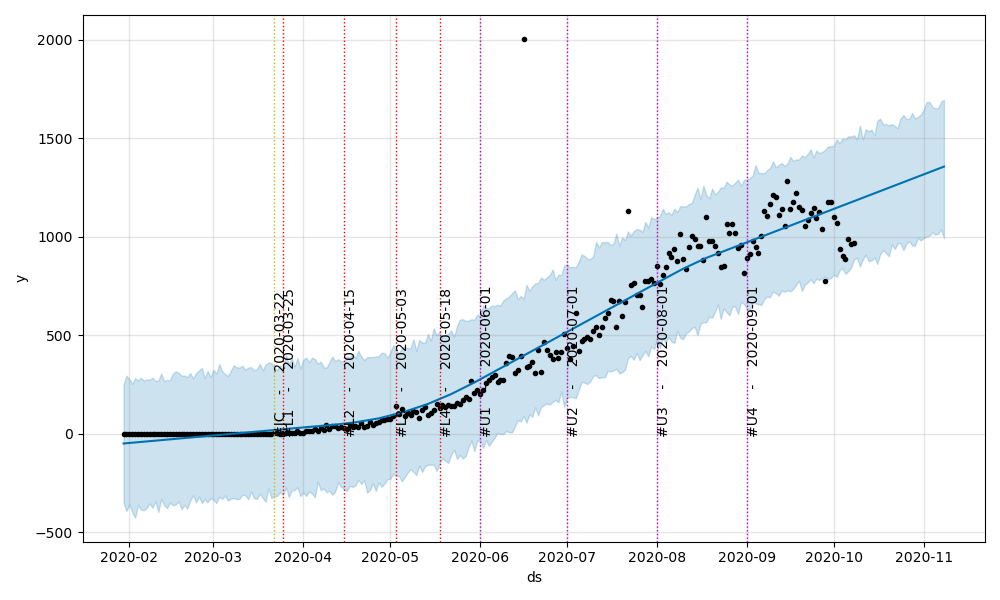 2000
1500
1000
500
0
−500
y
#JC - 2020-03-22
#L1 - 2020-03-25
#L2 - 2020-04-15
#L3 - 2020-05-03
#L4 - 2020-05-18
#U1 - 2020-06-01
#U2 - 2020-07-01
#U3 - 2020-08-01
#U4 - 2020-09-01
2020-02 2020-03 2020-04 2020-05 2020-06 2020-07 2020-08 2020-09 2020-10 2020-11
ds